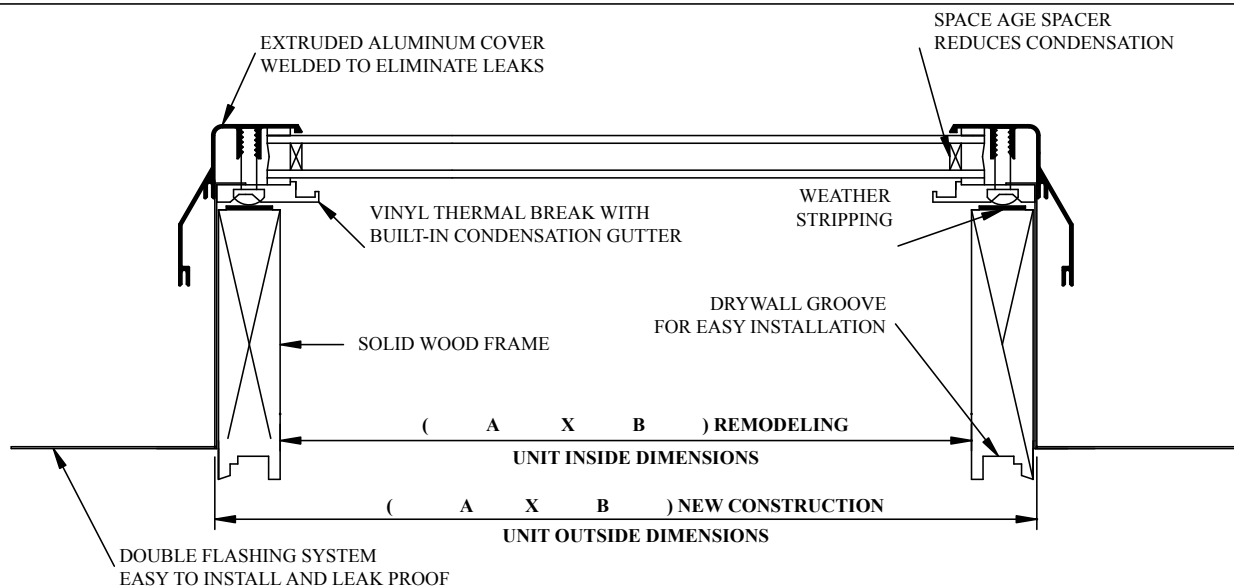 SPACE AGE SPACER
REDUCES CONDENSATION
EXTRUDED ALUMINUM COVER
WELDED TO ELIMINATE LEAKS
VINYL THERMAL BREAK WITH
BUILT-IN CONDENSATION GUTTER
WEATHER
STRIPPING
DRYWALL GROOVE
FOR EASY INSTALLATION
SOLID WOOD FRAME
( A X B ) REMODELING
UNIT INSIDE DIMENSIONS
( A X B ) NEW CONSTRUCTION
UNIT OUTSIDE DIMENSIONS
DOUBLE FLASHING SYSTEM
EASY TO INSTALL AND LEAK PROOF